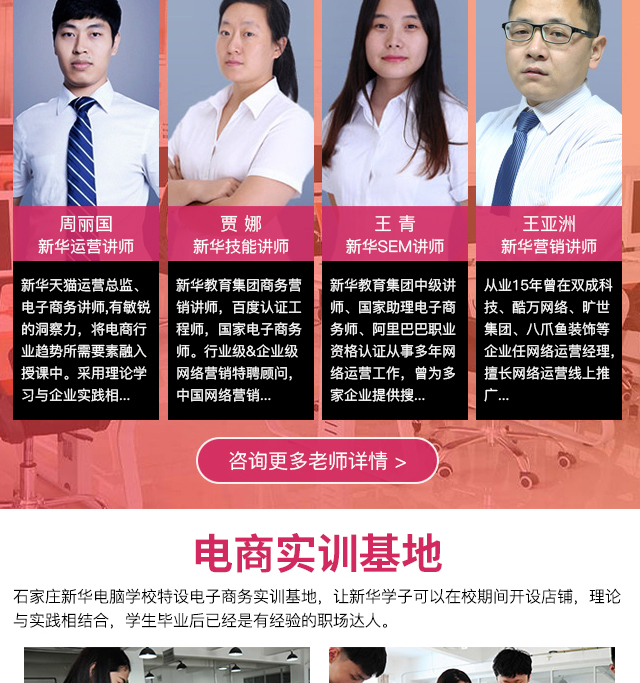 周丽国
新华运营讲师
新华天猫运营总监、
电子商务讲师,有敏锐
的洞察力，将电商行
业趋势所需要素融入
授课中。采用理论学
习与企业实践相...
贾 娜
新华技能讲师
新华教育集团商务营
销讲师，百度认证工
程师，国家电子商务
师。行业级&企业级
网络营销特聘顾问，
中国网络营销...
王 青
新华SEM讲师
新华教育集团中级讲
师、国家助理电子商
务师、阿里巴巴职业
资格认证从事多年网
络运营工作，曾为多
家企业提供搜...
王亚洲
新华营销讲师
从业15年曾在双成科
技、酷万网络、旷世
集团、八爪鱼装饰等
企业任网络运营经理,
擅长网络运营线上推
广...
咨询更多老师详情 >
电商实训基地
石家庄新华电脑学校特设电子商务实训基地，让新华学子可以在校期间开设店铺，理论
与实践相结合，学生毕业后已经是有经验的职场达人。